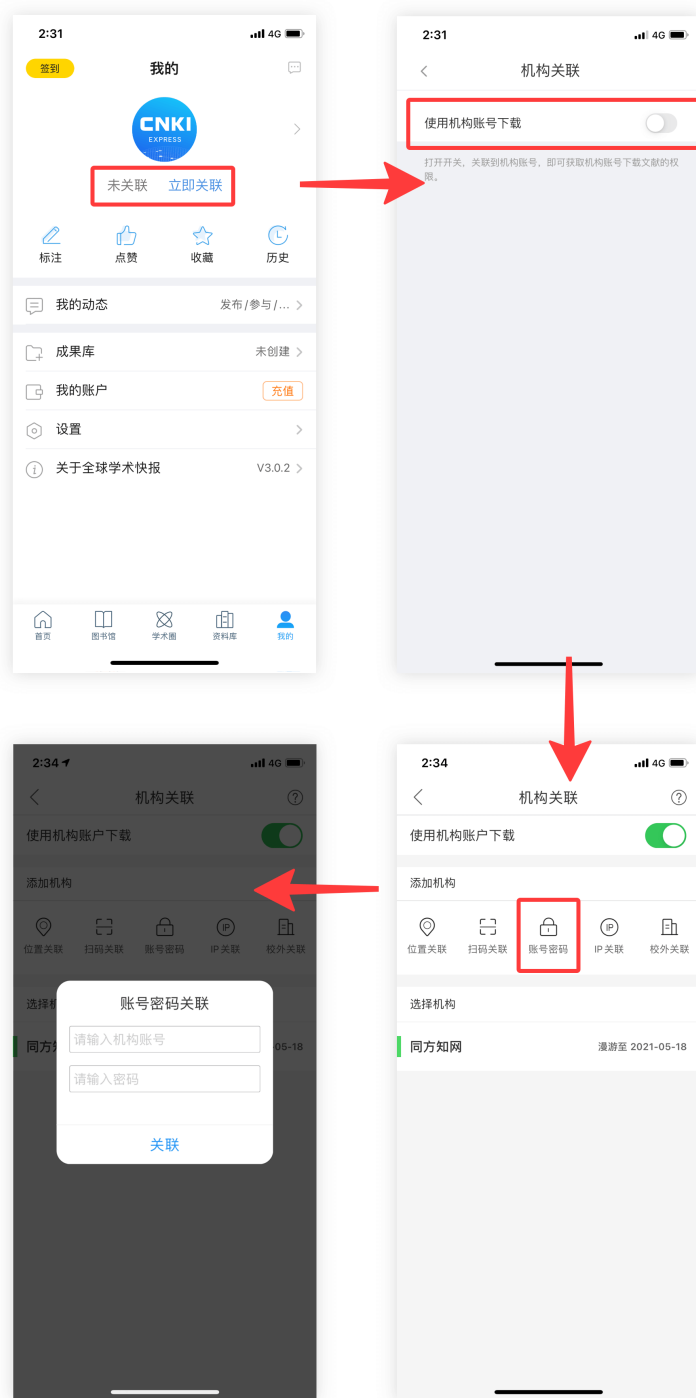 2:31
4G
签到
我的
CNKI
EXPRESS
未关联 立即关联
标注 点赞 收藏 历史
我的动态 发布/参与/...
成果库 未创建
我的账户 充值
设置
关于全球学术快报 V3.0.2
首页 图书馆 学术圈 资料库 我的
2:31
4G
机构关联
使用机构账号下载
打开开关，关联到机构账号，即可获取机构账号下载文献的权
限。
2:34
4G
机构关联
?
使用机构账户下载
添加机构
IP
位置关联 扫码关联 账号密码 IP关联 校外关联
选择机构
同方知网 漫游至 2021-05-18
2:34
4G
机构关联
?
使用机构账户下载
添加机构
IP
位置关联 扫码关联 账号密码 IP关联 校外关联
选择机
账号密码关联
请输入机构账号
同方 05-18
请输入密码
关联